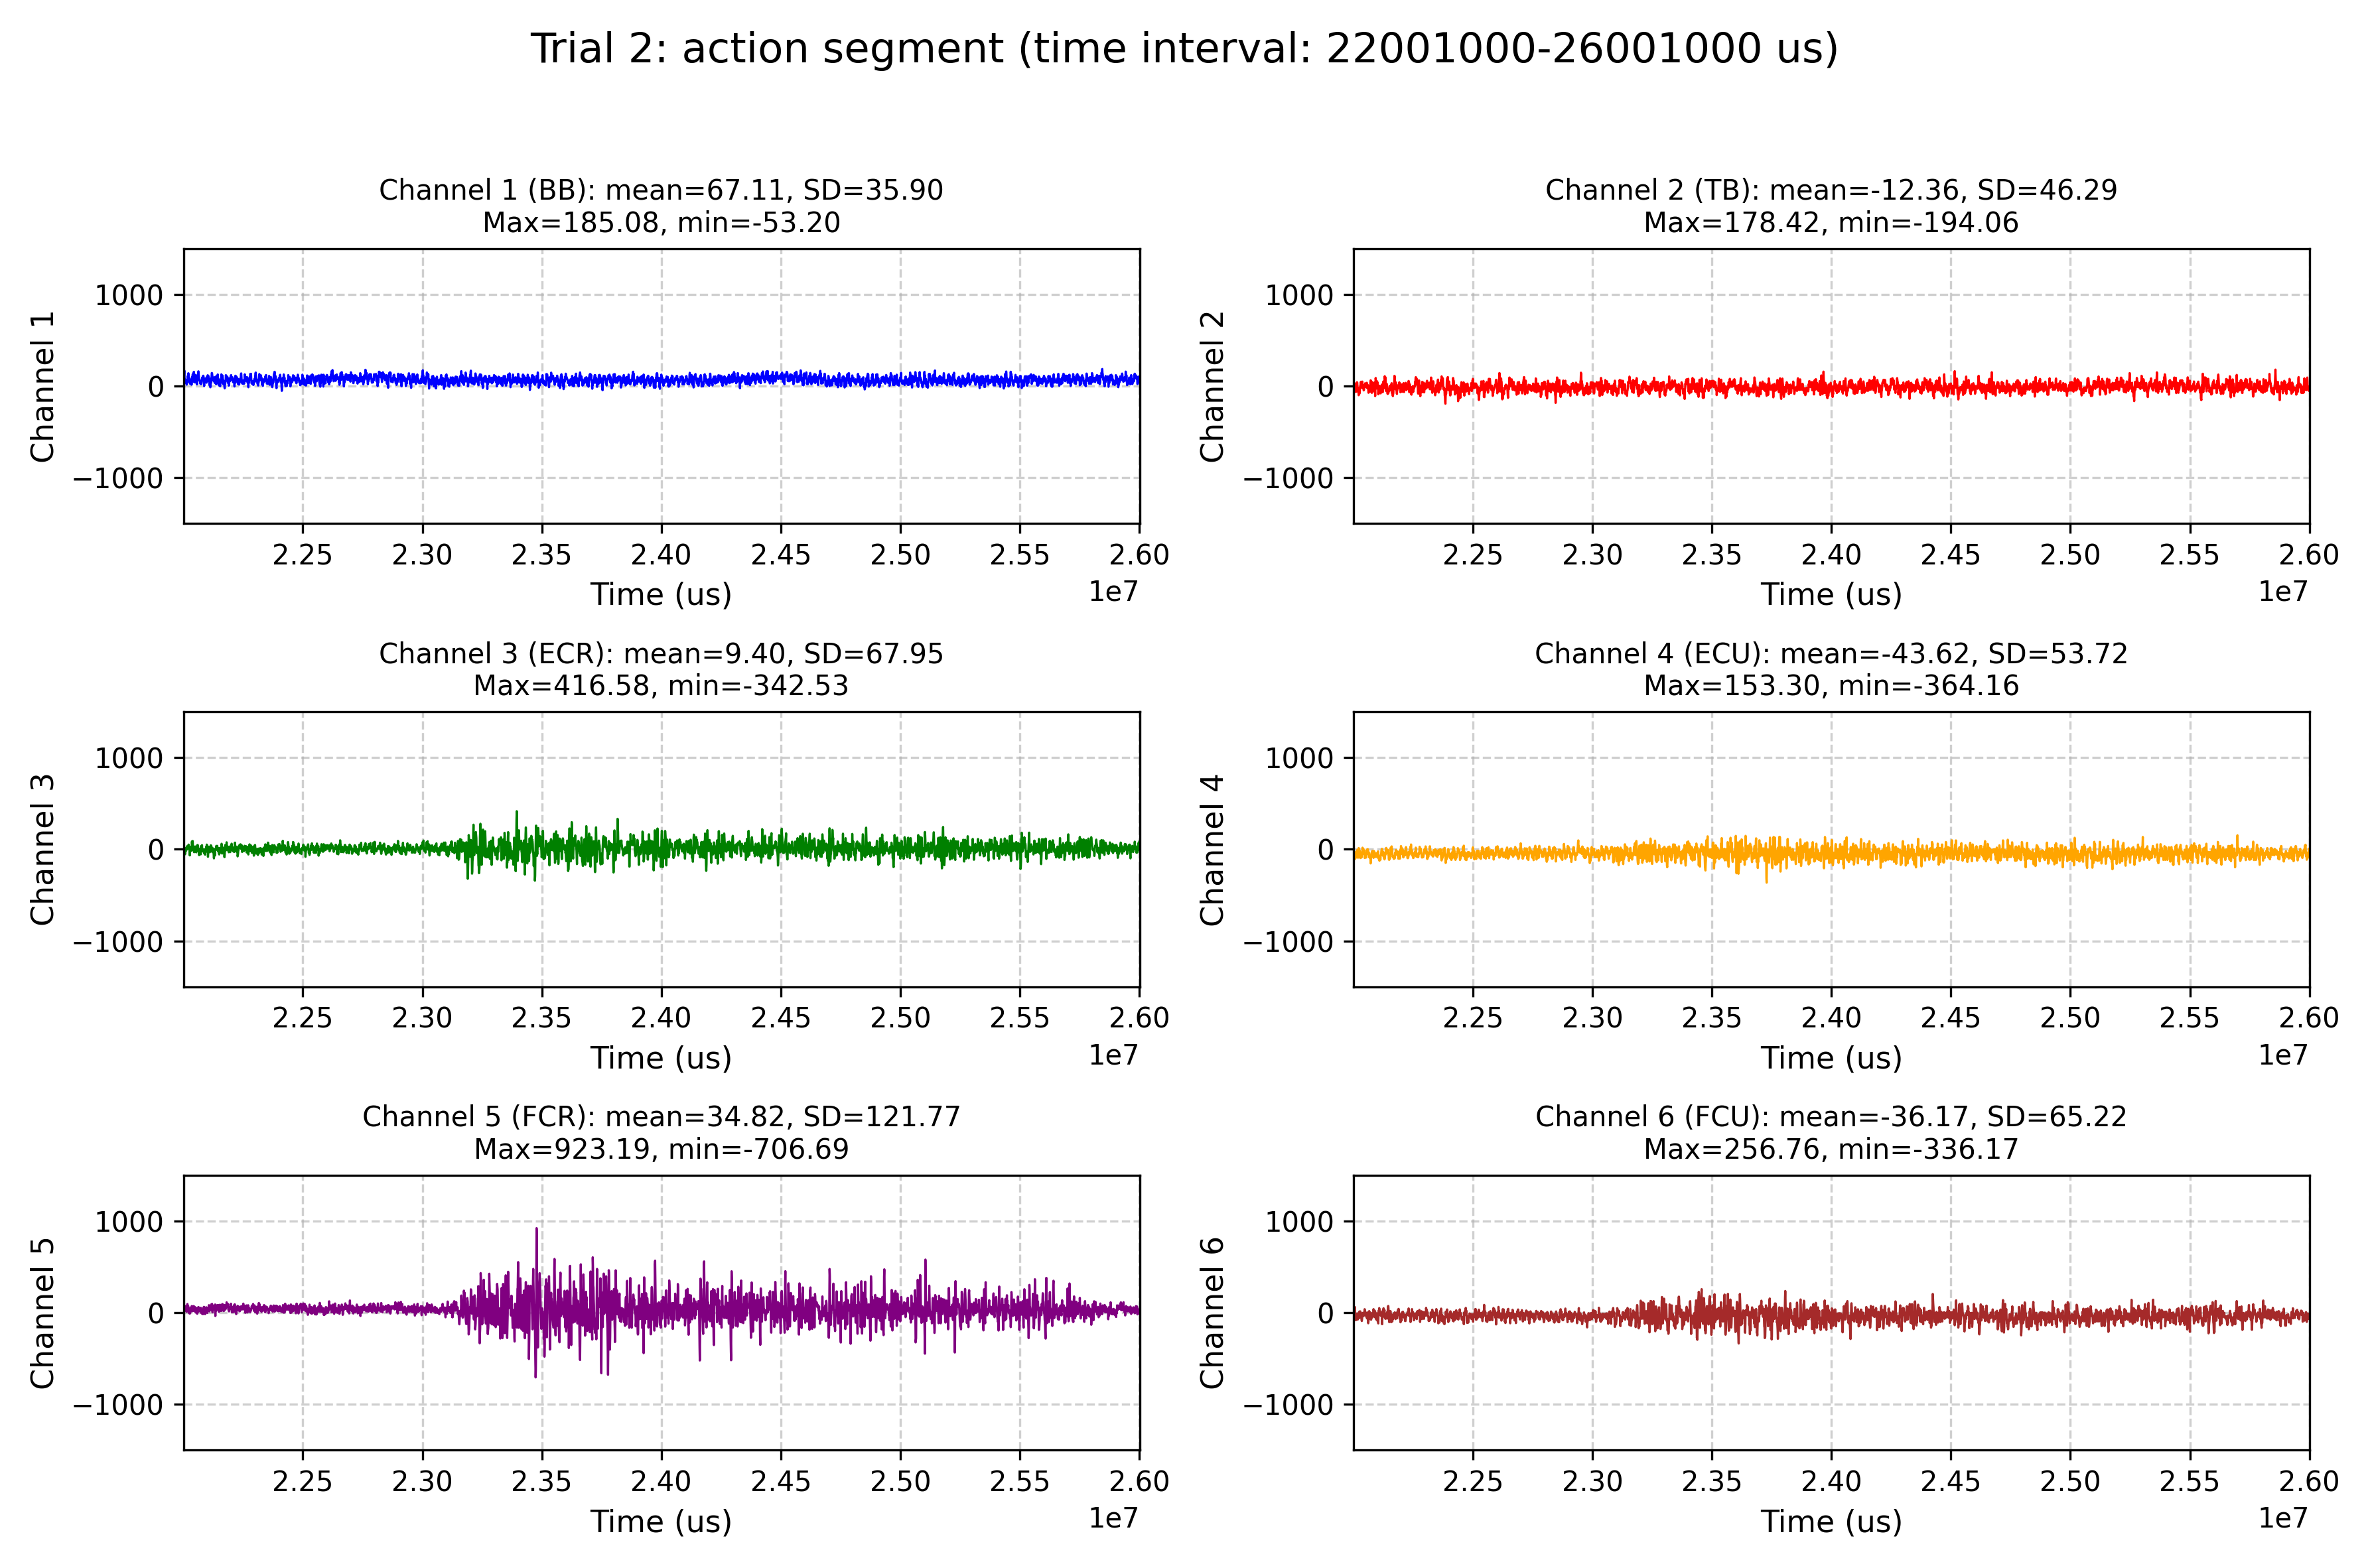 Trial 2: action segment (time interval: 22001000-26001000 us)
Channel 1 (BB): mean=67.11, SD=35.90
Max=185.08, min=-53.20
Channel 1
1000
0
−1000
2.25 2.30 2.35 2.40 2.45 2.50 2.55 2.60
Time (us)
1e7
Channel 2 (TB): mean=-12.36, SD=46.29
Max=178.42, min=-194.06
Channel 2
1000
0
−1000
2.25 2.30 2.35 2.40 2.45 2.50 2.55 2.60
Time (us)
1e7
Channel 3 (ECR): mean=9.40, SD=67.95
Max=416.58, min=-342.53
Channel 3
1000
0
−1000
2.25 2.30 2.35 2.40 2.45 2.50 2.55 2.60
Time (us)
1e7
Channel 4 (ECU): mean=-43.62, SD=53.72
Max=153.30, min=-364.16
Channel 4
1000
0
−1000
2.25 2.30 2.35 2.40 2.45 2.50 2.55 2.60
Time (us)
1e7
Channel 5 (FCR): mean=34.82, SD=121.77
Max=923.19, min=-706.69
Channel 5
1000
0
−1000
2.25 2.30 2.35 2.40 2.45 2.50 2.55 2.60
Time (us)
1e7
Channel 6 (FCU): mean=-36.17, SD=65.22
Max=256.76, min=-336.17
Channel 6
1000
0
−1000
2.25 2.30 2.35 2.40 2.45 2.50 2.55 2.60
Time (us)
1e7